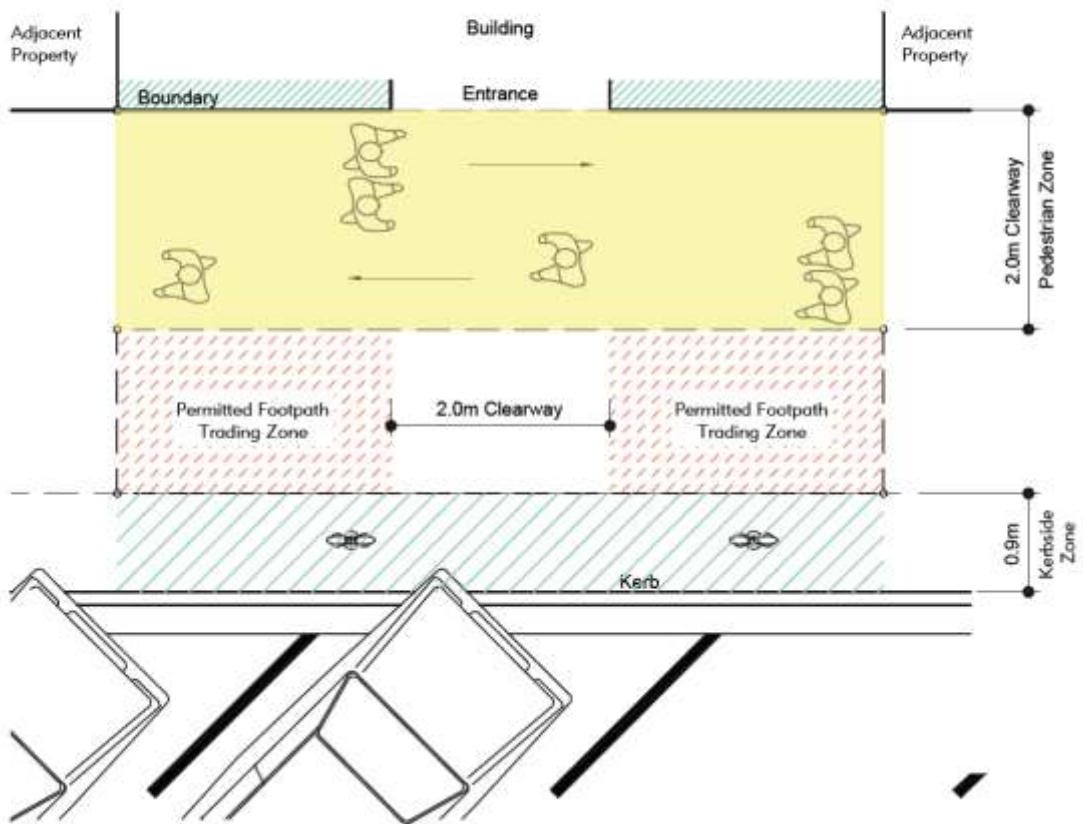 Adjacent
Property
Building
Adjacent
Property
Boundary
Entrance
2.0m Clearway
Pedestrian Zone
Permitted Footpath
Trading Zone
2.0m Clearway
Permitted Footpath
Trading Zone
0.9m
Kerbside
Zone
Kerb